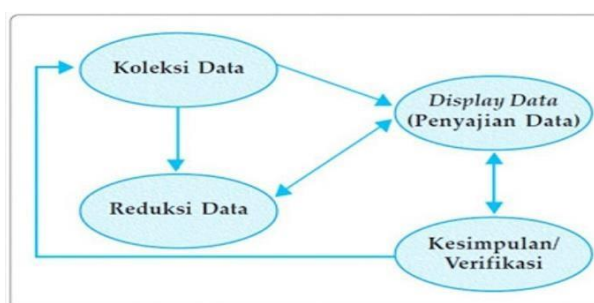 Koleksi Data
Display Data
(Penyajian Data)
Reduksi Data
Kesimpulan/
Verifikasi